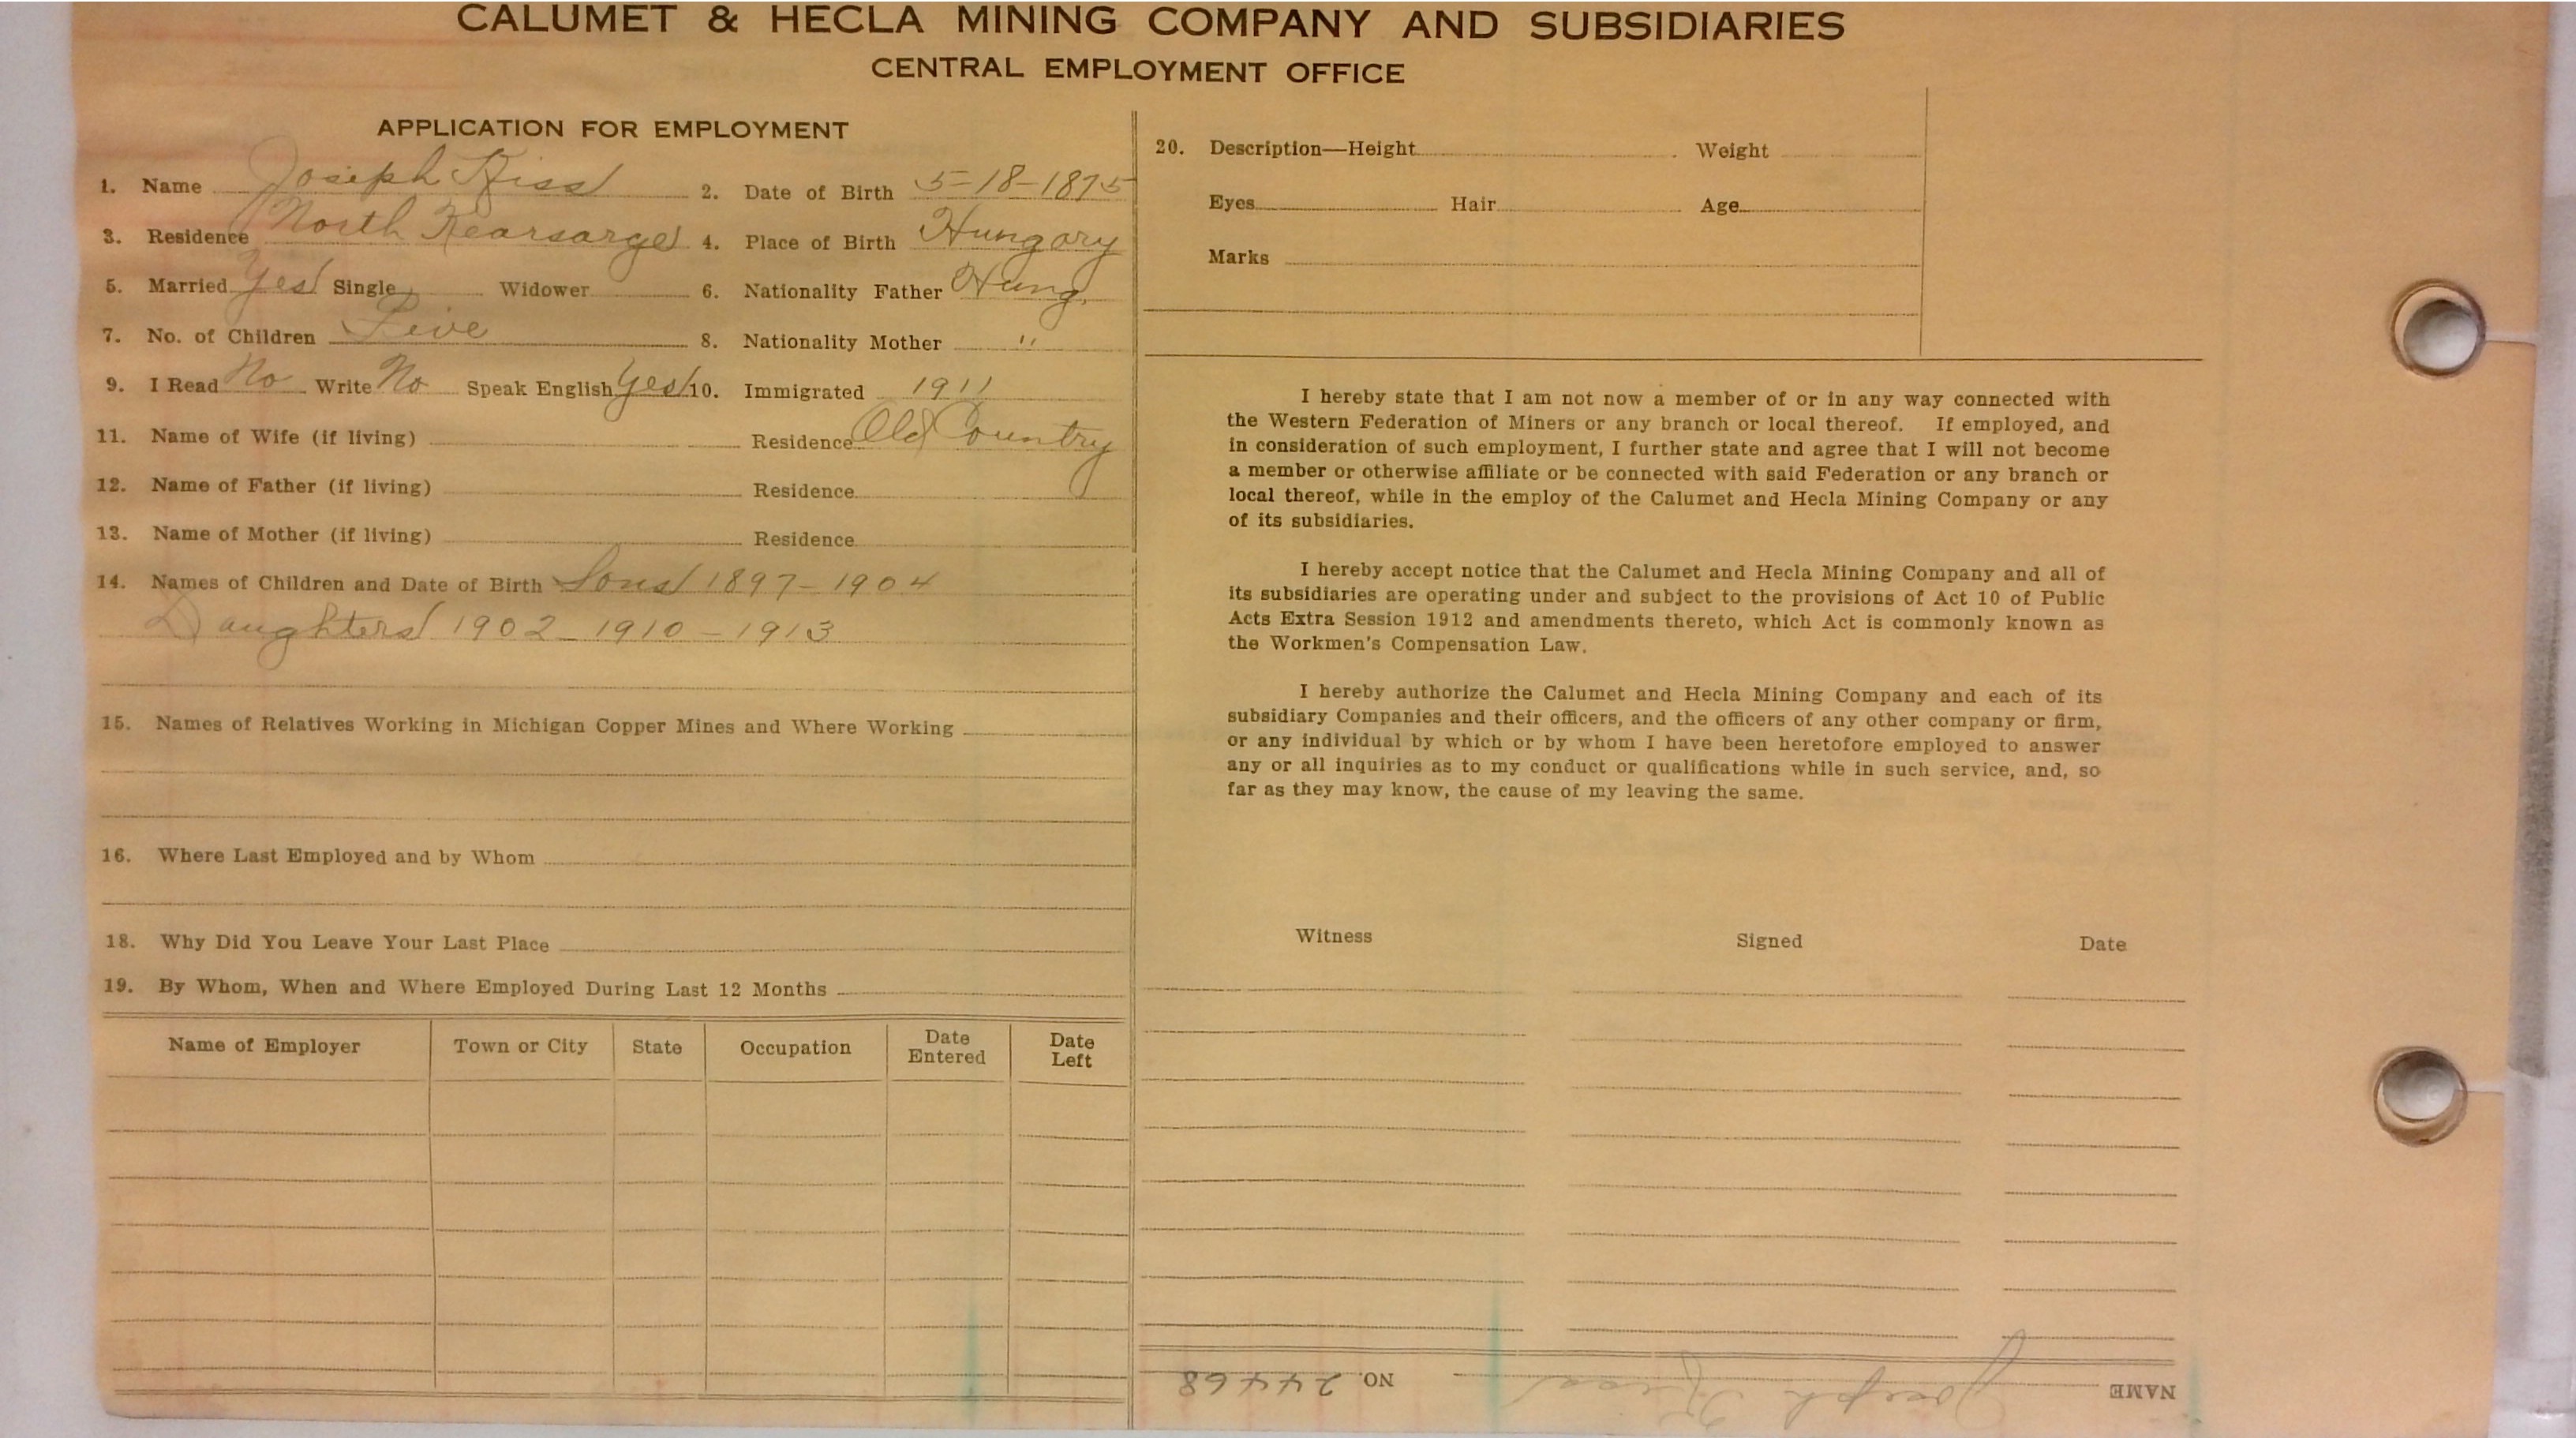 CALUMET & HECLA MINING COMPANY AND SUBSIDIARIES
CENTRAL EMPLOYMENT OFFICE
APPLICATION FOR EMPLOYMENT
1. Name Joseph Kiss 2. Date of Birth 5-18-1875
3. Residence North Kearsarge 4. Place of Birth Hungary
5. Married Yes Single Widower 6. Nationality Father Hung.
7. No. of Children Five 8. Nationality Mother "
9. I Read No Write No Speak English Yes 10. Immigrated 1911
11. Name of Wife (if living) Residence Old Country
12. Name of Father (if living) Residence
13. Name of Mother (if living) Residence
14. Names of Children and Date of Birth Sons 1897-1904
Daughters 1902-1910-1913
15. Names of Relatives Working in Michigan Copper Mines and Where Working
16. Where Last Employed and by Whom
18. Why Did You Leave Your Last Place
19. By Whom, When and Where Employed During Last 12 Months
Name of Employer Town or City State Occupation Date Entered Date Left
20. Description—Height Weight
Eyes Hair Age
Marks
I hereby state that I am not now a member of or in any way connected with
the Western Federation of Miners or any branch or local thereof. If employed, and
in consideration of such employment, I further state and agree that I will not become
a member or otherwise affiliate or be connected with said Federation or any branch or
local thereof, while in the employ of the Calumet and Hecla Mining Company or any
of its subsidiaries.
I hereby accept notice that the Calumet and Hecla Mining Company and all of
its subsidiaries are operating under and subject to the provisions of Act 10 of Public
Acts Extra Session 1912 and amendments thereto, which Act is commonly known as
the Workmen's Compensation Law.
I hereby authorize the Calumet and Hecla Mining Company and each of its
subsidiary Companies and their officers, and the officers of any other company or firm,
or any individual by which or by whom I have been heretofore employed to answer
any or all inquiries as to my conduct or qualifications while in such service, and, so
far as they may know, the cause of my leaving the same.
Witness Signed Date
NAME Joseph Kiss NO. 24468